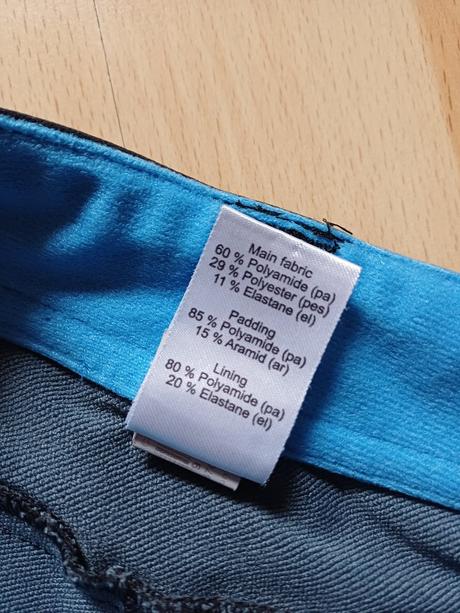 Main fabric
60 % Polyamide (pa)
29 % Polyester (pes)
11 % Elastane (el)
Padding
85 % Polyamide (pa)
15 % Aramid (ar)
Lining
80 % Polyamide (pa)
20 % Elastane (el)